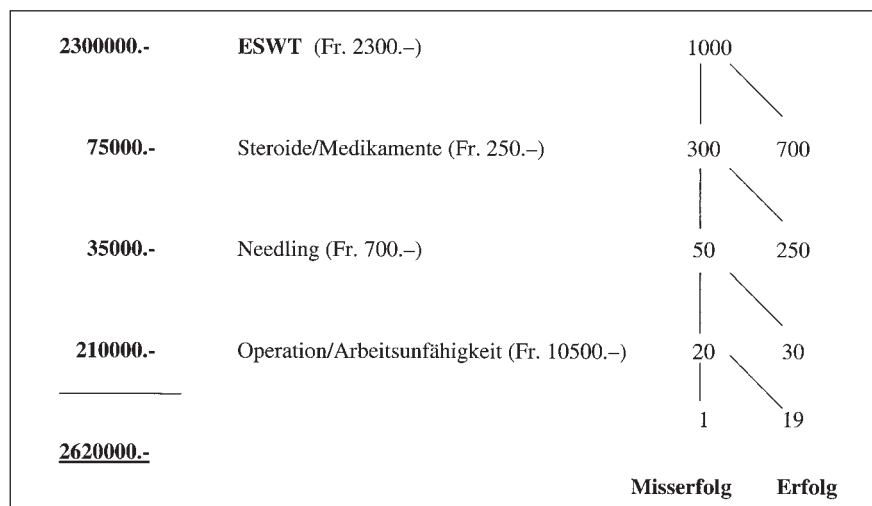 2300000.- ESWT (Fr. 2300.–) 1000
75000.- Steroide/Medikamente (Fr. 250.–) 300 700
35000.- Needling (Fr. 700.–) 50 250
210000.- Operation/Arbeitsunfähigkeit (Fr. 10500.–) 20 30
1 19
2620000.-
Misserfolg Erfolg